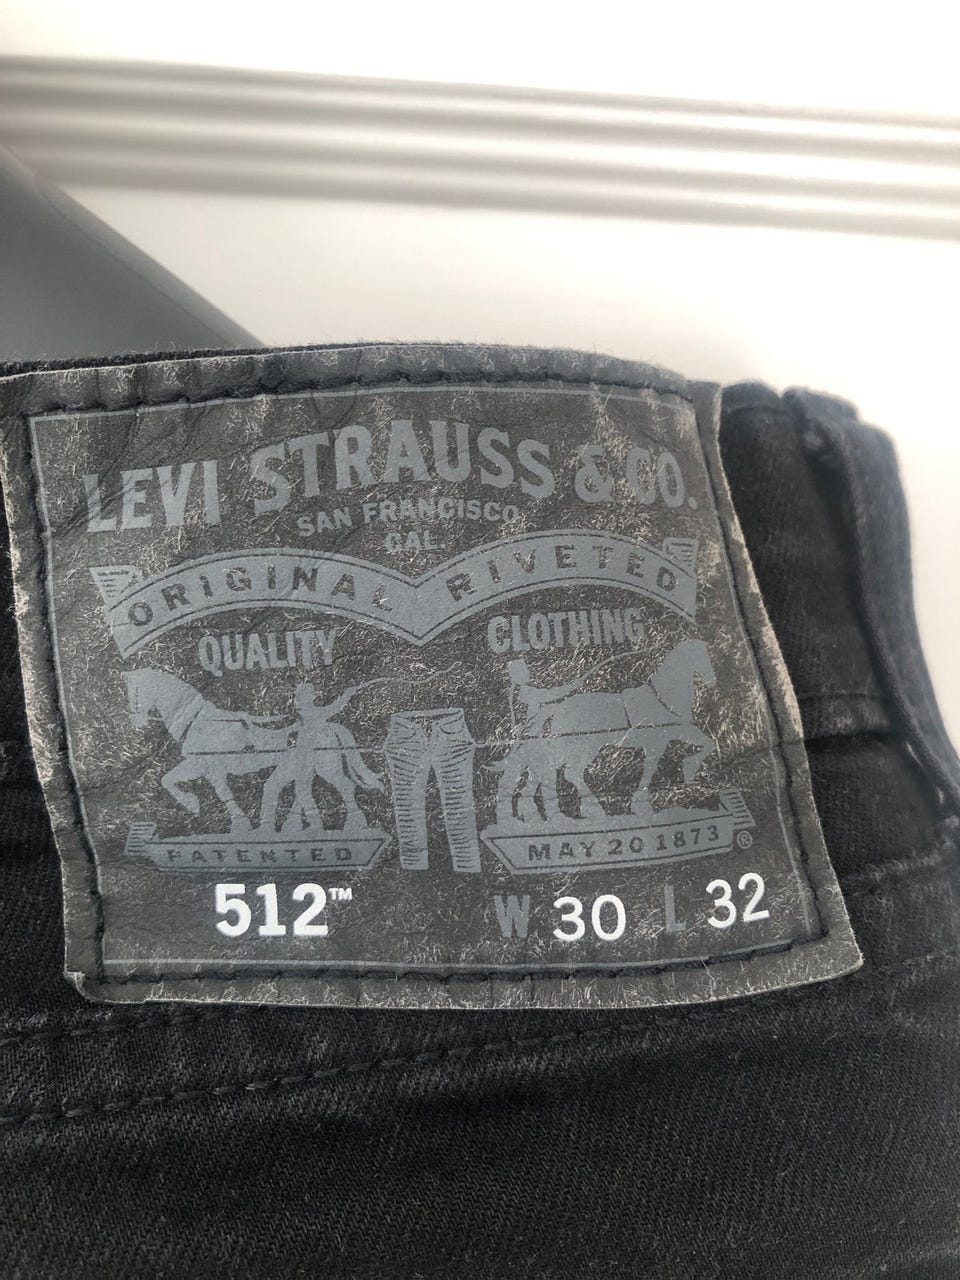 LEVI STRAUSS & CO.
SAN FRANCISCO
CAL
ORIGINAL RIVETED
QUALITY CLOTHING
PATENTED MAY 20 1873 ®
512™ W 30 L 32